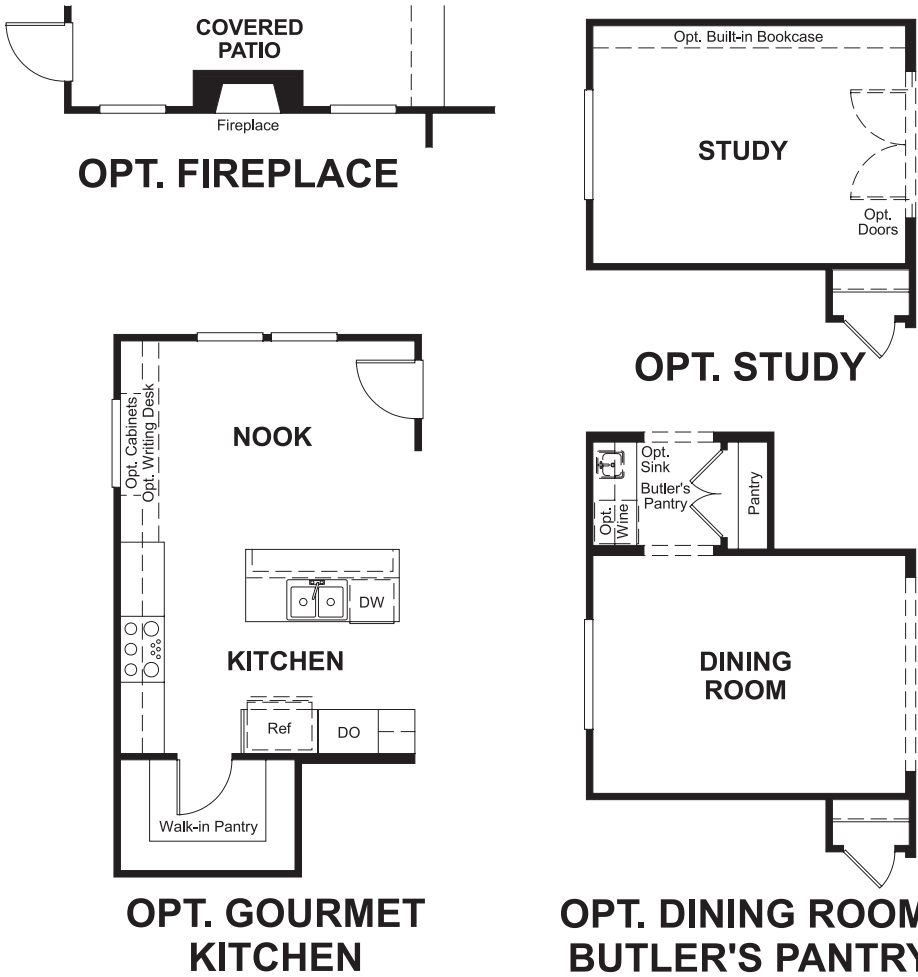 COVERED
PATIO
Fireplace
OPT. FIREPLACE
Opt. Built-in Bookcase
STUDY
Opt.
Doors
OPT. STUDY
Opt. Cabinets
Opt. Writing Desk
NOOK
DW
KITCHEN
Ref
DO
Walk-in Pantry
OPT. GOURMET
KITCHEN
Opt.
Sink
Butler's
Pantry
Pantry
Opt.
Wine
DINING
ROOM
OPT. DINING ROOM
BUTLER'S PANTRY